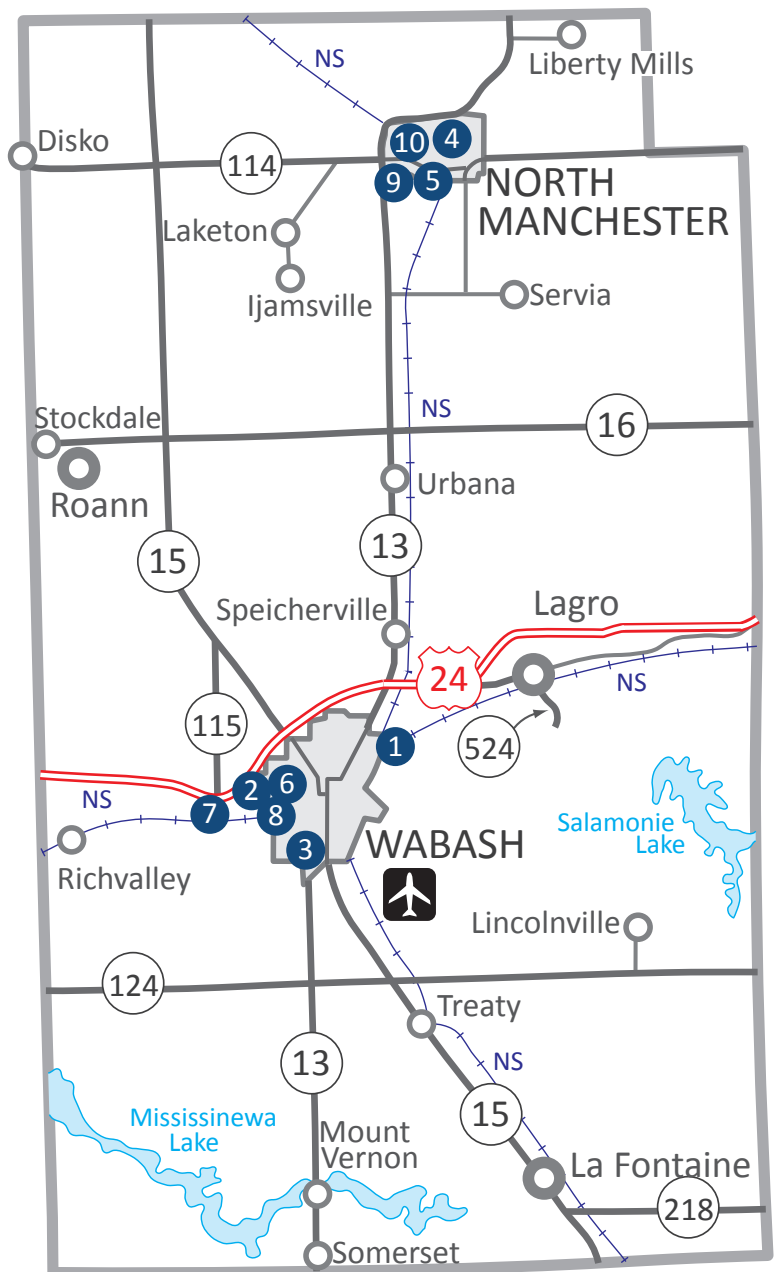 NS
Liberty Mills
Disko
10
4
114
9
5
NORTH
MANCHESTER
Laketon
Ijamsville
Servia
Stockdale
NS
16
Roann
Urbana
15
13
Speicherville
Lagro
24
NS
115
1
524
2
6
NS
7
8
3
WABASH
Salamonie
Lake
Richvalley
Lincolnville
124
Treaty
13
NS
15
Mississinewa
Lake
Mount
Vernon
La Fontaine
218
Somerset